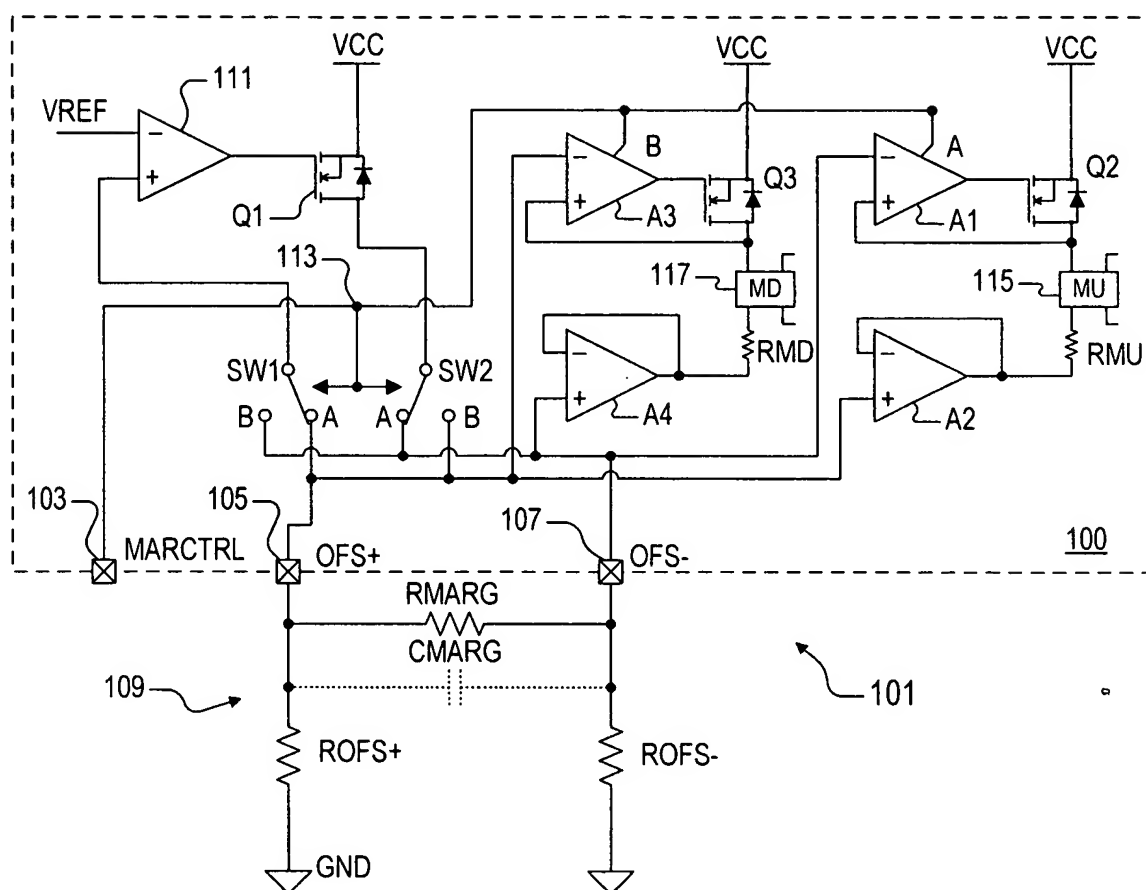 VCC VCC VCC
111
VREF
−
+
Q1
B
−
+
A3
Q3
A
−
+
A1
Q2
113
117
MD
115
MU
RMD
RMU
SW1
SW2
B A A B
−
+
A4
−
+
A2
103
105
107
MARCTRL
OFS+
OFS-
100
RMARG
CMARG
109
101
ROFS+
ROFS-
GND